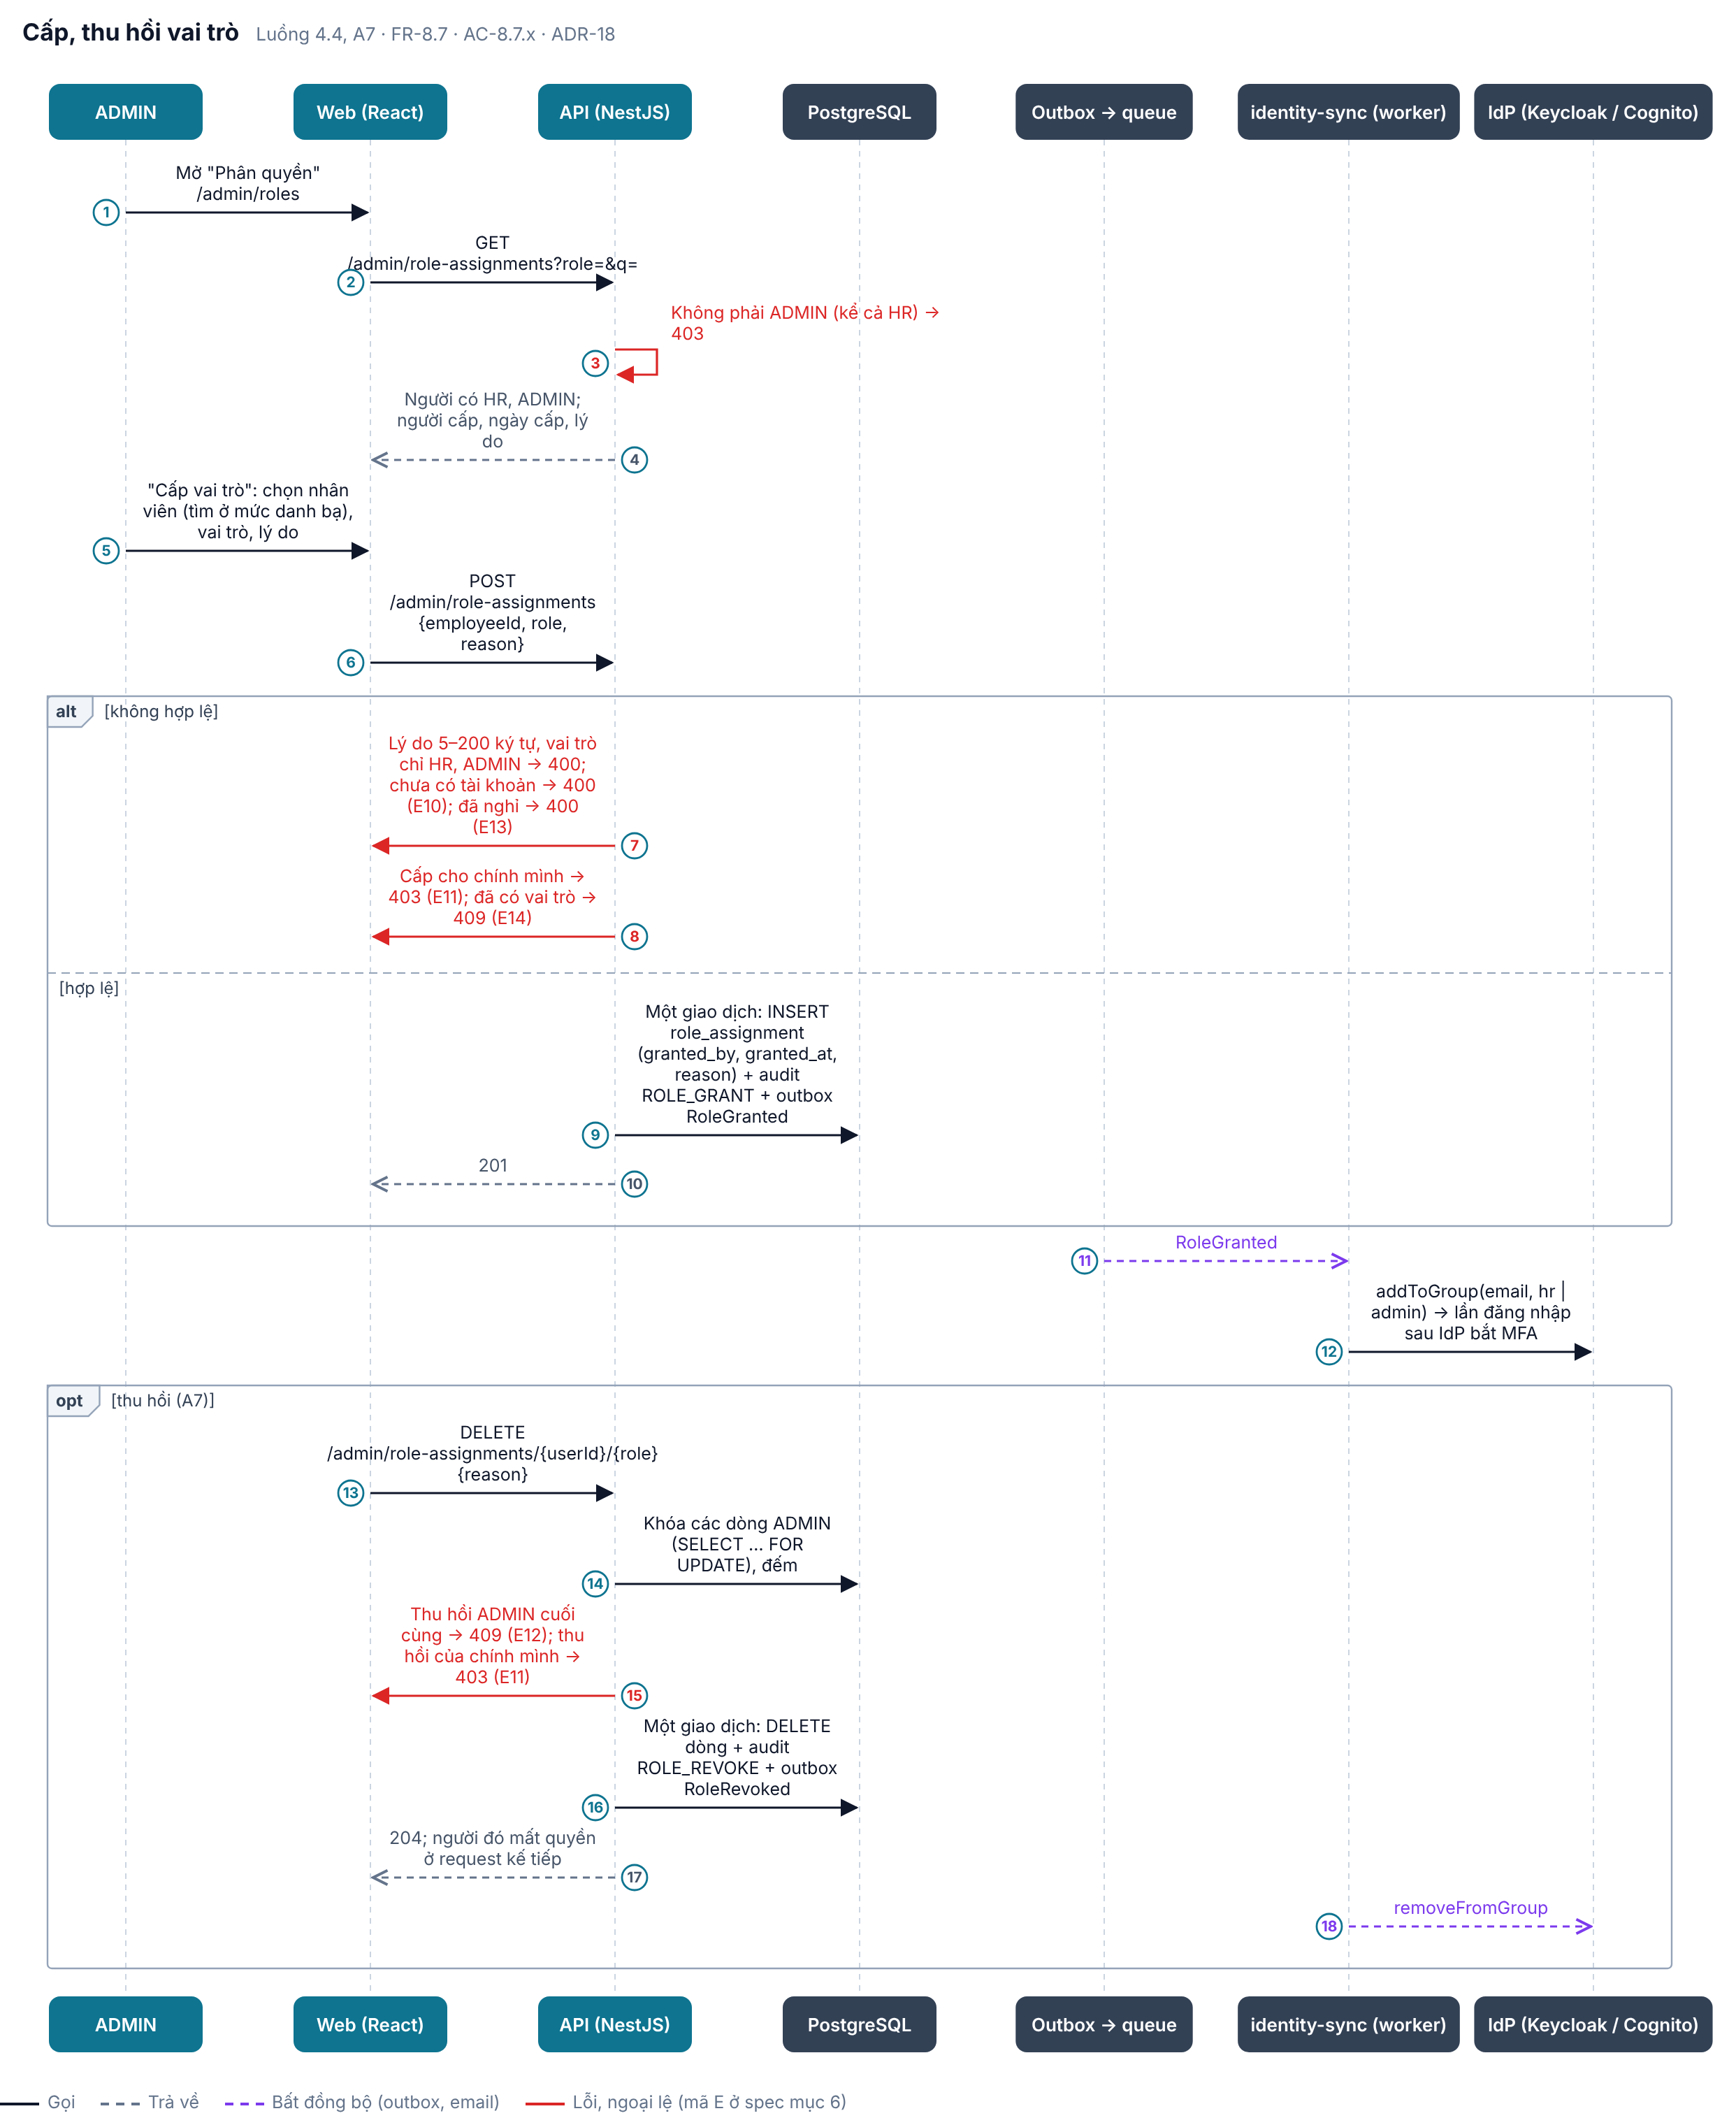 Cấp, thu hồi vai trò Luồng 4.4, A7 · FR-8.7 · AC-8.7.x · ADR-18
ADMIN
Web (React)
API (NestJS)
PostgreSQL
Outbox → queue
identity-sync (worker)
IdP (Keycloak / Cognito)
Mở "Phân quyền"
/admin/roles
1
GET
/admin/role-assignments?role=&q=
2
Không phải ADMIN (kể cả HR) →
403
3
Người có HR, ADMIN;
người cấp, ngày cấp, lý
do
4
"Cấp vai trò": chọn nhân
viên (tìm ở mức danh bạ),
vai trò, lý do
5
POST
/admin/role-assignments
{employeeId, role,
reason}
6
alt [không hợp lệ]
Lý do 5–200 ký tự, vai trò
chỉ HR, ADMIN → 400;
chưa có tài khoản → 400
(E10); đã nghỉ → 400
(E13)
7
Cấp cho chính mình →
403 (E11); đã có vai trò →
409 (E14)
8
[hợp lệ]
Một giao dịch: INSERT
role_assignment
(granted_by, granted_at,
reason) + audit
ROLE_GRANT + outbox
RoleGranted
9
201
10
RoleGranted
11
addToGroup(email, hr |
admin) → lần đăng nhập
sau IdP bắt MFA
12
opt [thu hồi (A7)]
DELETE
/admin/role-assignments/{userId}/{role}
{reason}
13
Khóa các dòng ADMIN
(SELECT … FOR
UPDATE), đếm
14
Thu hồi ADMIN cuối
cùng → 409 (E12); thu
hồi của chính mình →
403 (E11)
15
Một giao dịch: DELETE
dòng + audit
ROLE_REVOKE + outbox
RoleRevoked
16
204; người đó mất quyền
ở request kế tiếp
17
removeFromGroup
18
ADMIN
Web (React)
API (NestJS)
PostgreSQL
Outbox → queue
identity-sync (worker)
IdP (Keycloak / Cognito)
Gọi
Trả về
Bất đồng bộ (outbox, email)
Lỗi, ngoại lệ (mã E ở spec mục 6)